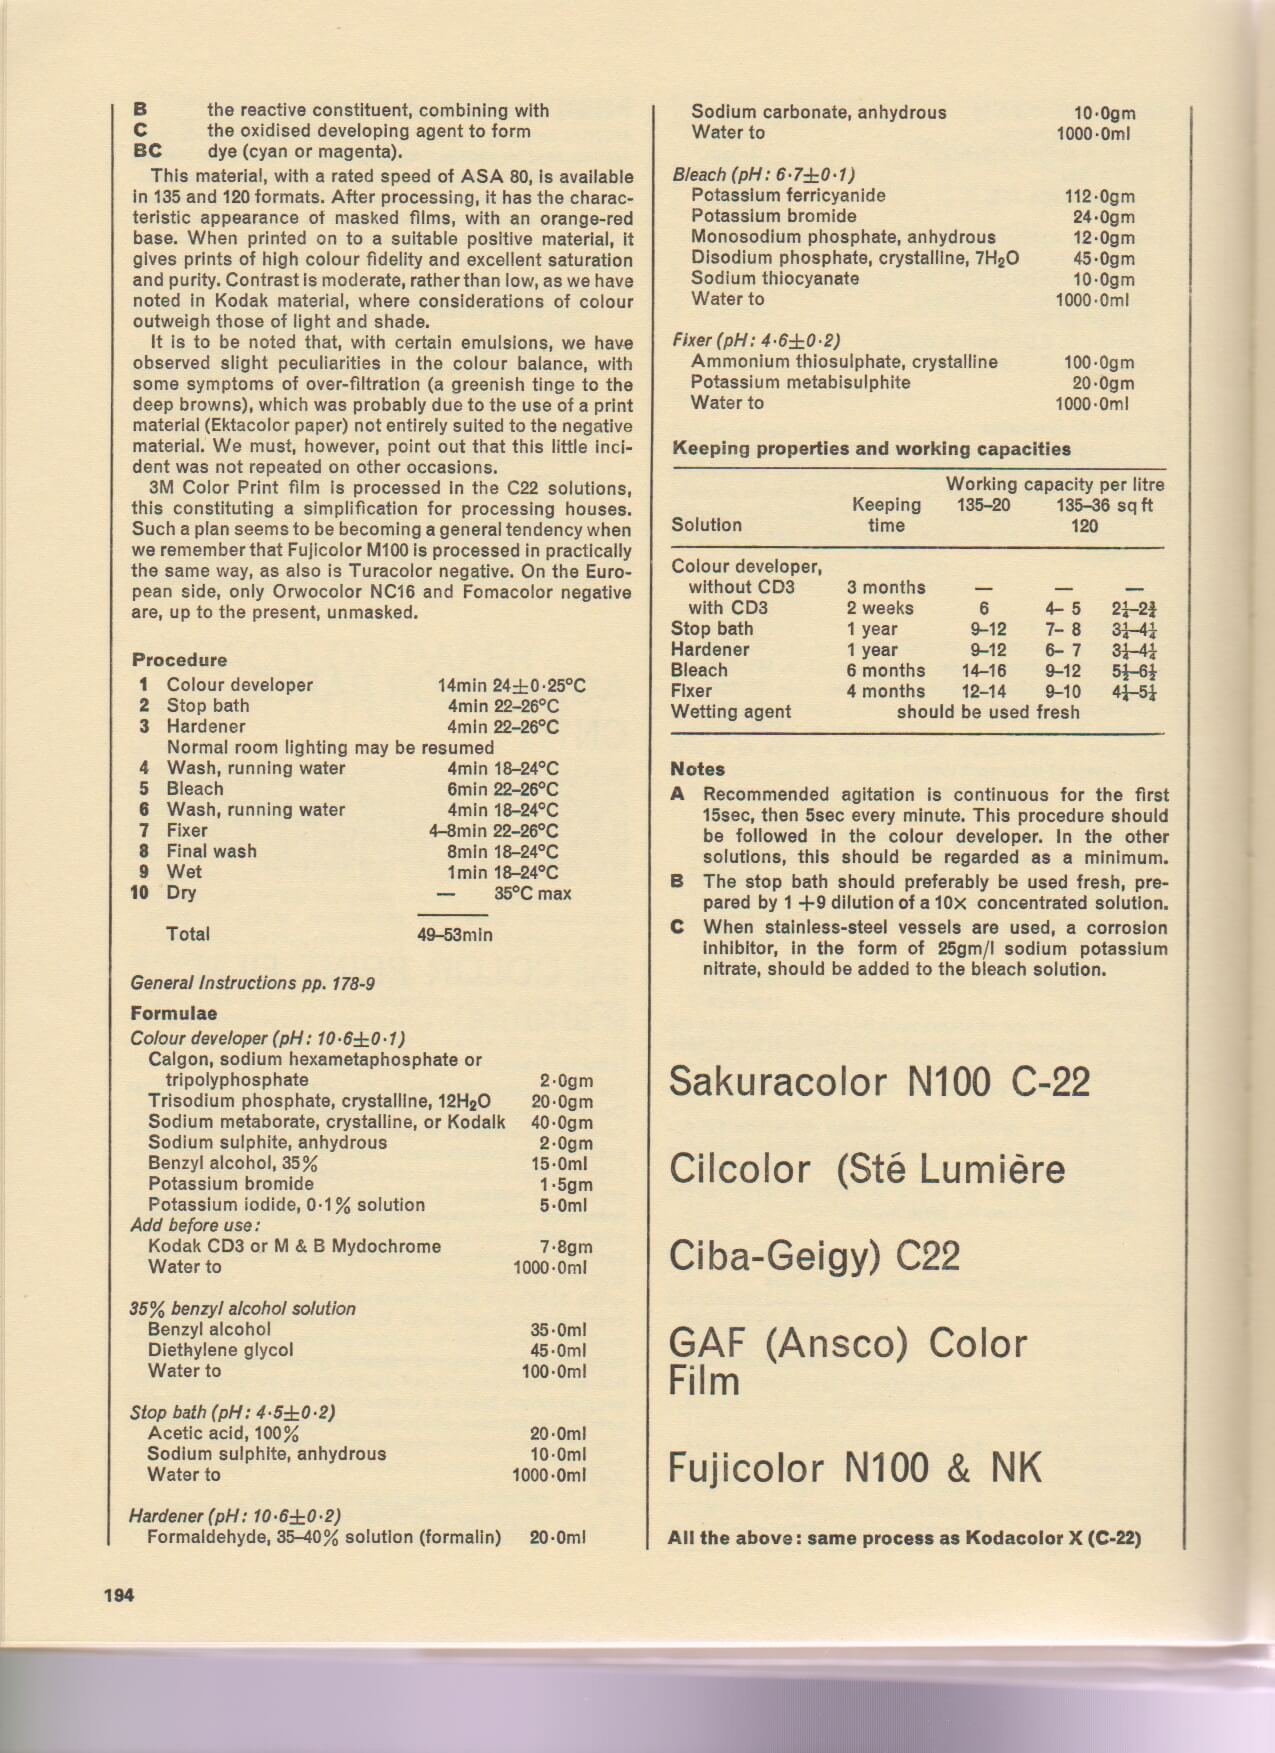 B the reactive constituent, combining with
C the oxidised developing agent to form
BC dye (cyan or magenta).
This material, with a rated speed of ASA 80, is available
in 135 and 120 formats. After processing, it has the charac-
teristic appearance of masked films, with an orange-red
base. When printed on to a suitable positive material, it
gives prints of high colour fidelity and excellent saturation
and purity. Contrast is moderate, rather than low, as we have
noted in Kodak material, where considerations of colour
outweigh those of light and shade.
It is to be noted that, with certain emulsions, we have
observed slight peculiarities in the colour balance, with
some symptoms of over-filtration (a greenish tinge to the
deep browns), which was probably due to the use of a print
material (Ektacolor paper) not entirely suited to the negative
material. We must, however, point out that this little inci-
dent was not repeated on other occasions.
3M Color Print film is processed in the C22 solutions,
this constituting a simplification for processing houses.
Such a plan seems to be becoming a general tendency when
we remember that Fujicolor M100 is processed in practically
the same way, as also is Turacolor negative. On the Euro-
pean side, only Orwocolor NC16 and Fomacolor negative
are, up to the present, unmasked.
Procedure
1 Colour developer 14min 24±0·25°C
2 Stop bath 4min 22–26°C
3 Hardener 4min 22–26°C
Normal room lighting may be resumed
4 Wash, running water 4min 18–24°C
5 Bleach 6min 22–26°C
6 Wash, running water 4min 18–24°C
7 Fixer 4–8min 22–26°C
8 Final wash 8min 18–24°C
9 Wet 1min 18–24°C
10 Dry — 35°C max
Total 49–53min
General Instructions pp. 178-9
Formulae
Colour developer (pH: 10·6±0·1)
Calgon, sodium hexametaphosphate or
tripolyphosphate 2·0gm
Trisodium phosphate, crystalline, 12H₂O 20·0gm
Sodium metaborate, crystalline, or Kodalk 40·0gm
Sodium sulphite, anhydrous 2·0gm
Benzyl alcohol, 35% 15·0ml
Potassium bromide 1·5gm
Potassium iodide, 0·1% solution 5·0ml
Add before use:
Kodak CD3 or M & B Mydochrome 7·8gm
Water to 1000·0ml
35% benzyl alcohol solution
Benzyl alcohol 35·0ml
Diethylene glycol 45·0ml
Water to 100·0ml
Stop bath (pH: 4·5±0·2)
Acetic acid, 100% 20·0ml
Sodium sulphite, anhydrous 10·0ml
Water to 1000·0ml
Hardener (pH: 10·6±0·2)
Formaldehyde, 35–40% solution (formalin) 20·0ml
194
Sodium carbonate, anhydrous 10·0gm
Water to 1000·0ml
Bleach (pH: 6·7±0·1)
Potassium ferricyanide 112·0gm
Potassium bromide 24·0gm
Monosodium phosphate, anhydrous 12·0gm
Disodium phosphate, crystalline, 7H₂O 45·0gm
Sodium thiocyanate 10·0gm
Water to 1000·0ml
Fixer (pH: 4·6±0·2)
Ammonium thiosulphate, crystalline 100·0gm
Potassium metabisulphite 20·0gm
Water to 1000·0ml
Keeping properties and working capacities
Working capacity per litre
Keeping 135–20 135–36 sq ft
Solution time 120
Colour developer,
without CD3 3 months — — —
with CD3 2 weeks 6 4– 5 2¼–2¾
Stop bath 1 year 9–12 7– 8 3¼–4¼
Hardener 1 year 9–12 6– 7 3¼–4¼
Bleach 6 months 14–16 9–12 5½–6½
Fixer 4 months 12–14 9–10 4½–5½
Wetting agent should be used fresh
Notes
A Recommended agitation is continuous for the first
15sec, then 5sec every minute. This procedure should
be followed in the colour developer. In the other
solutions, this should be regarded as a minimum.
B The stop bath should preferably be used fresh, pre-
pared by 1 +9 dilution of a 10x concentrated solution.
C When stainless-steel vessels are used, a corrosion
inhibitor, in the form of 25gm/l sodium potassium
nitrate, should be added to the bleach solution.
Sakuracolor N100 C-22
Cilcolor (Sté Lumière
Ciba-Geigy) C22
GAF (Ansco) Color
Film
Fujicolor N100 & NK
All the above: same process as Kodacolor X (C-22)